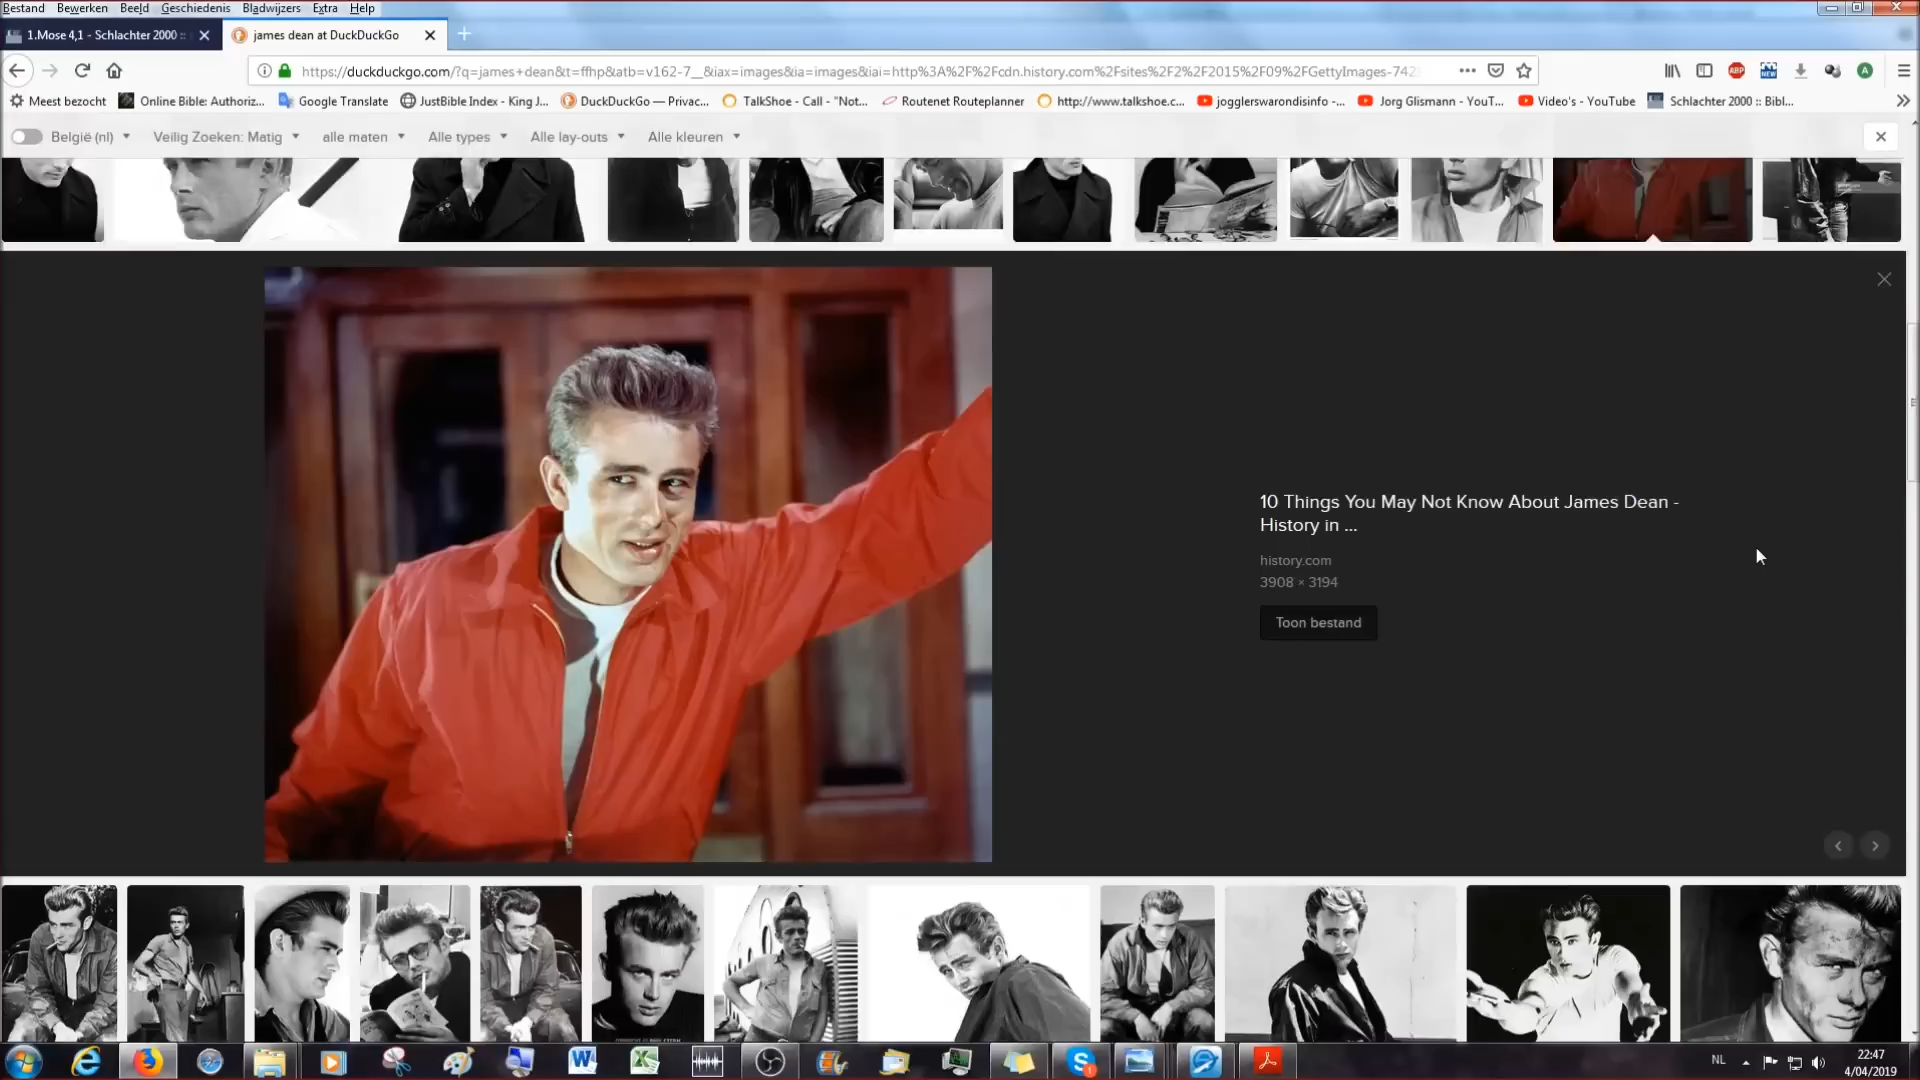 Bestand Bewerken Beeld Geschiedenis Bladwijzers Extra Help
1.Mose 4,1 - Schlachter 2000 ::
james dean at DuckDuckGo
https://duckduckgo.com/?q=james+dean&t=ffhp&atb=v162-7__&iax=images&ia=images&iai=http%3A%2F%2Fcdn.history.com%2Fsites%2F2%2F2015%2F09%2FGettyImages-742
Meest bezocht Online Bible: Authoriz... Google Translate JustBible Index - King J... DuckDuckGo — Privac... TalkShoe - Call - "Not... Routenet Routeplanner http://www.talkshoe.c... jogglerswarondisinfo -... Jorg Glismann - YouT... Video's - YouTube Schlachter 2000 :: Bibl...
België (nl) Veilig Zoeken: Matig alle maten Alle types Alle lay-outs Alle kleuren
10 Things You May Not Know About James Dean -
History in ...
history.com
3908 × 3194
Toon bestand
NL
22:47
4/04/2019